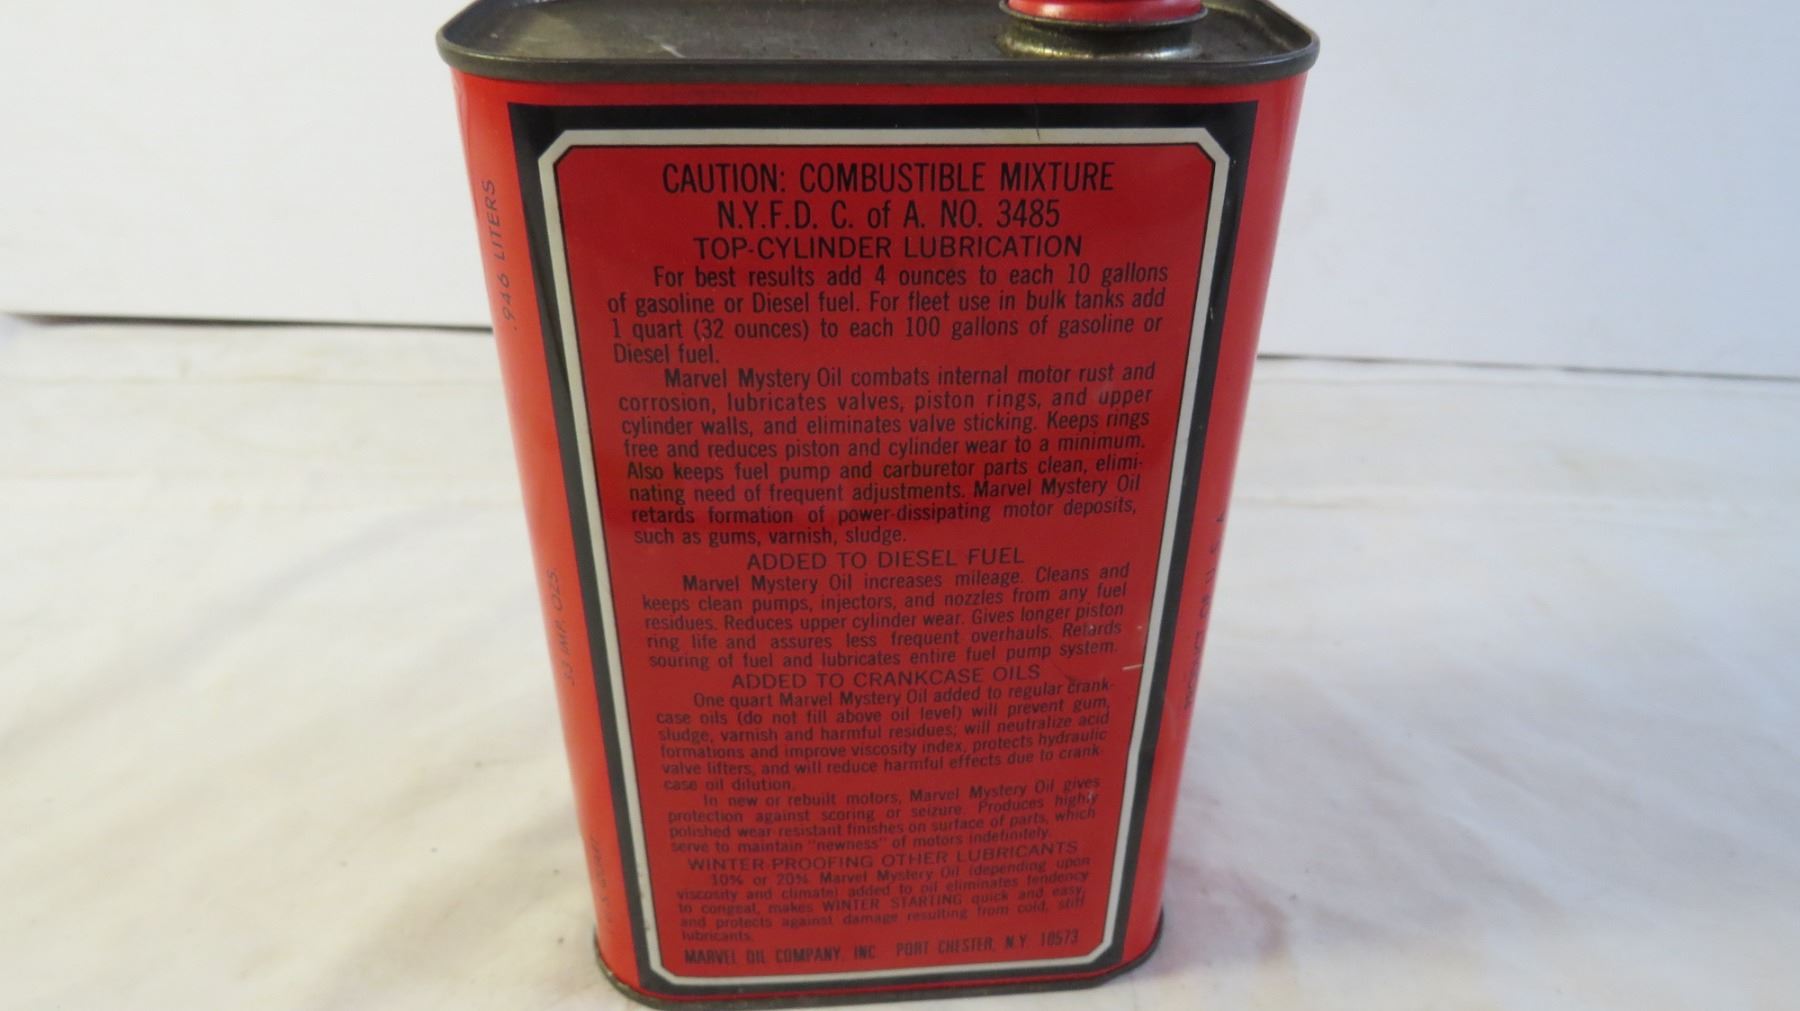 CAUTION: COMBUSTIBLE MIXTURE
N.Y.F.D. C. of A. NO. 3485
TOP-CYLINDER LUBRICATION
For best results add 4 ounces to each 10 gallons
of gasoline or Diesel fuel. For fleet use in bulk tanks add
1 quart (32 ounces) to each 100 gallons of gasoline or
Diesel fuel.
Marvel Mystery Oil combats internal motor rust and
corrosion, lubricates valves, piston rings, and upper
cylinder walls, and eliminates valve sticking. Keeps rings
free and reduces piston and cylinder wear to a minimum.
Also keeps fuel pump and carburetor parts clean, elimi-
nating need of frequent adjustments. Marvel Mystery Oil
retards formation of power-dissipating motor deposits,
such as gums, varnish, sludge.
ADDED TO DIESEL FUEL
Marvel Mystery Oil increases mileage. Cleans and
keeps clean pumps, injectors, and nozzles from any fuel
residues. Reduces upper cylinder wear. Gives longer piston
ring life and assures less frequent overhauls. Retards
souring of fuel and lubricates entire fuel pump system.
ADDED TO CRANKCASE OILS
One quart Marvel Mystery Oil added to regular crank-
case oils (do not fill above oil level) will prevent gum,
sludge, varnish and harmful residues; will neutralize acid
formations and improve viscosity index, protects hydraulic
valve lifters, and will reduce harmful effects due to crank-
case oil dilution.
In new or rebuilt motors, Marvel Mystery Oil gives
protection against scoring or seizure. Produces highly
polished wear-resistant finishes on surface of parts, which
serve to maintain "newness" of motors indefinitely.
WINTER-PROOFING OTHER LUBRICANTS
10% or 20% Marvel Mystery Oil (depending upon
viscosity and climate) added to oil eliminates tendency
to congeal, makes WINTER STARTING quick and easy,
and protects against damage resulting from cold, stiff
lubricants.
MARVEL OIL COMPANY, INC. PORT CHESTER, N.Y. 10573
.946 LITERS
33 IMP. OZS.
QUART